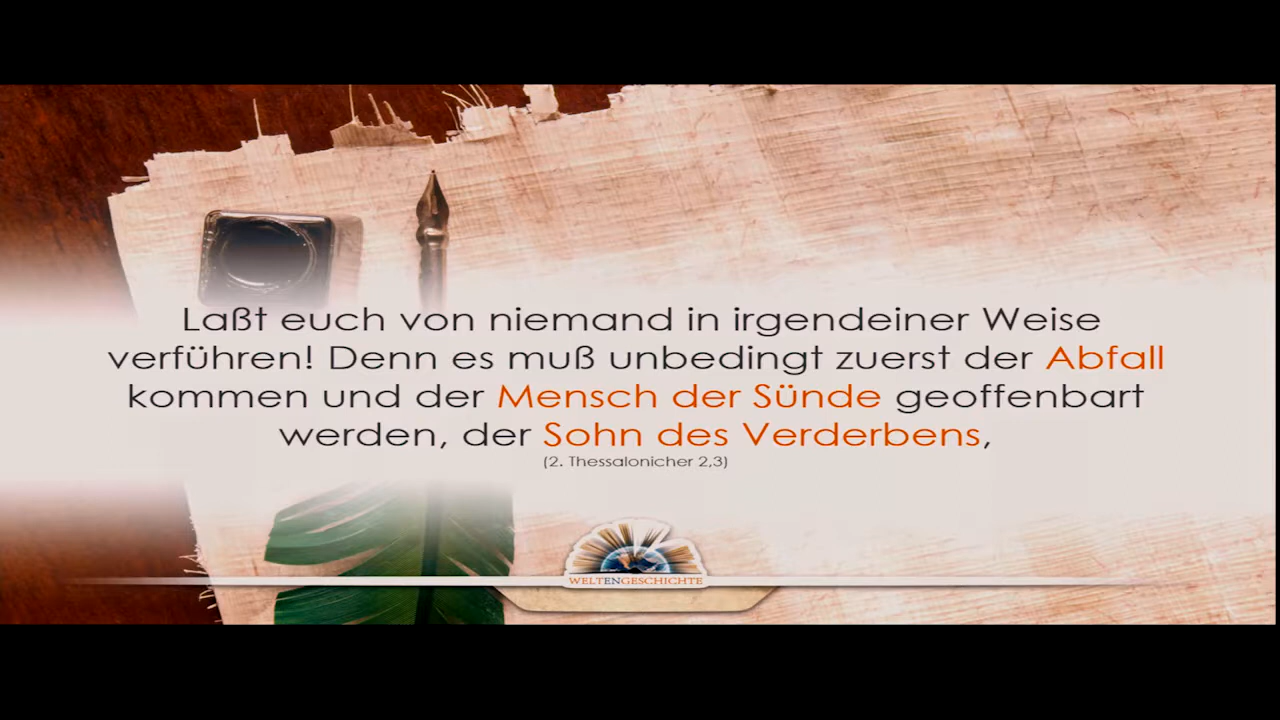 Laßt euch von niemand in irgendeiner Weise
verführen! Denn es muß unbedingt zuerst der Abfall
kommen und der Mensch der Sünde geoffenbart
werden, der Sohn des Verderbens,
(2. Thessalonicher 2,3)
WELTENGESCHICHTE